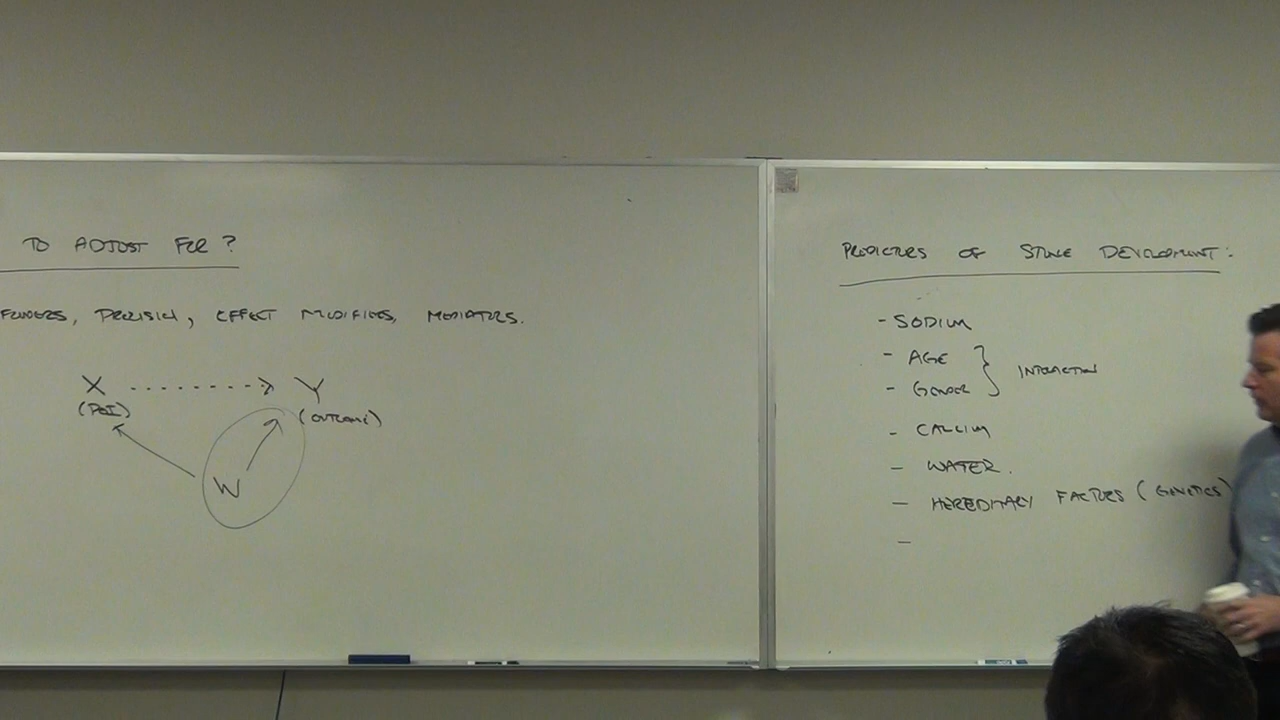 TO ADJUST FOR?
FOUNDERS, PRECISION, EFFECT MODIFIERS, MEDIATORS.
X Y
(POI) (OUTCOME)
W
PREDICTORS OF STONE DEVELOPMENT:
- SODIUM
- AGE
- GENDER
} INTERACTION
- CALCIUM
- WATER.
- HEREDITARY FACTORS (GENETICS)
-